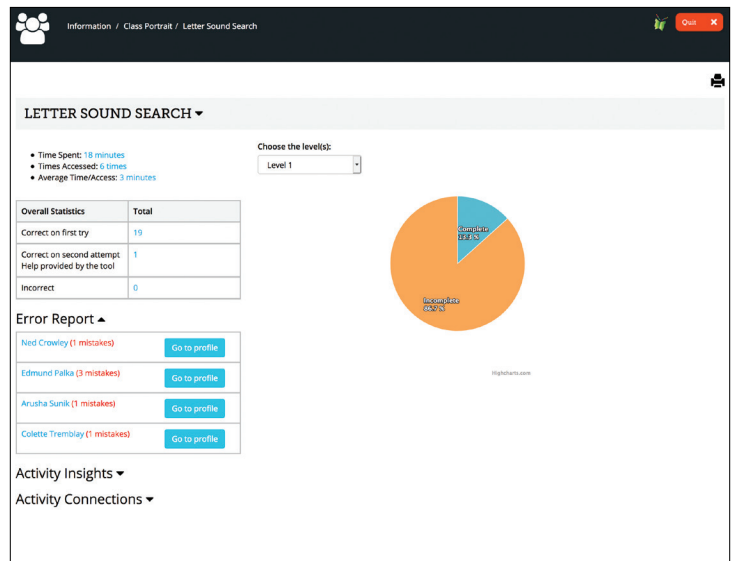 Information / Class Portrait / Letter Sound Search
Quit ✖
LETTER SOUND SEARCH
• Time Spent: 18 minutes
• Times Accessed: 6 times
• Average Time/Access: 3 minutes
Choose the level(s):
Level 1
Overall Statistics Total
Correct on first try 19
Correct on second attempt 1
Help provided by the tool
Incorrect 0
Complete
13.3 %
Incomplete
86.7 %
Highcharts.com
Error Report
Ned Crowley (1 mistakes) Go to profile
Edmund Palka (3 mistakes) Go to profile
Arusha Sunik (1 mistakes) Go to profile
Colette Tremblay (1 mistakes) Go to profile
Activity Insights
Activity Connections